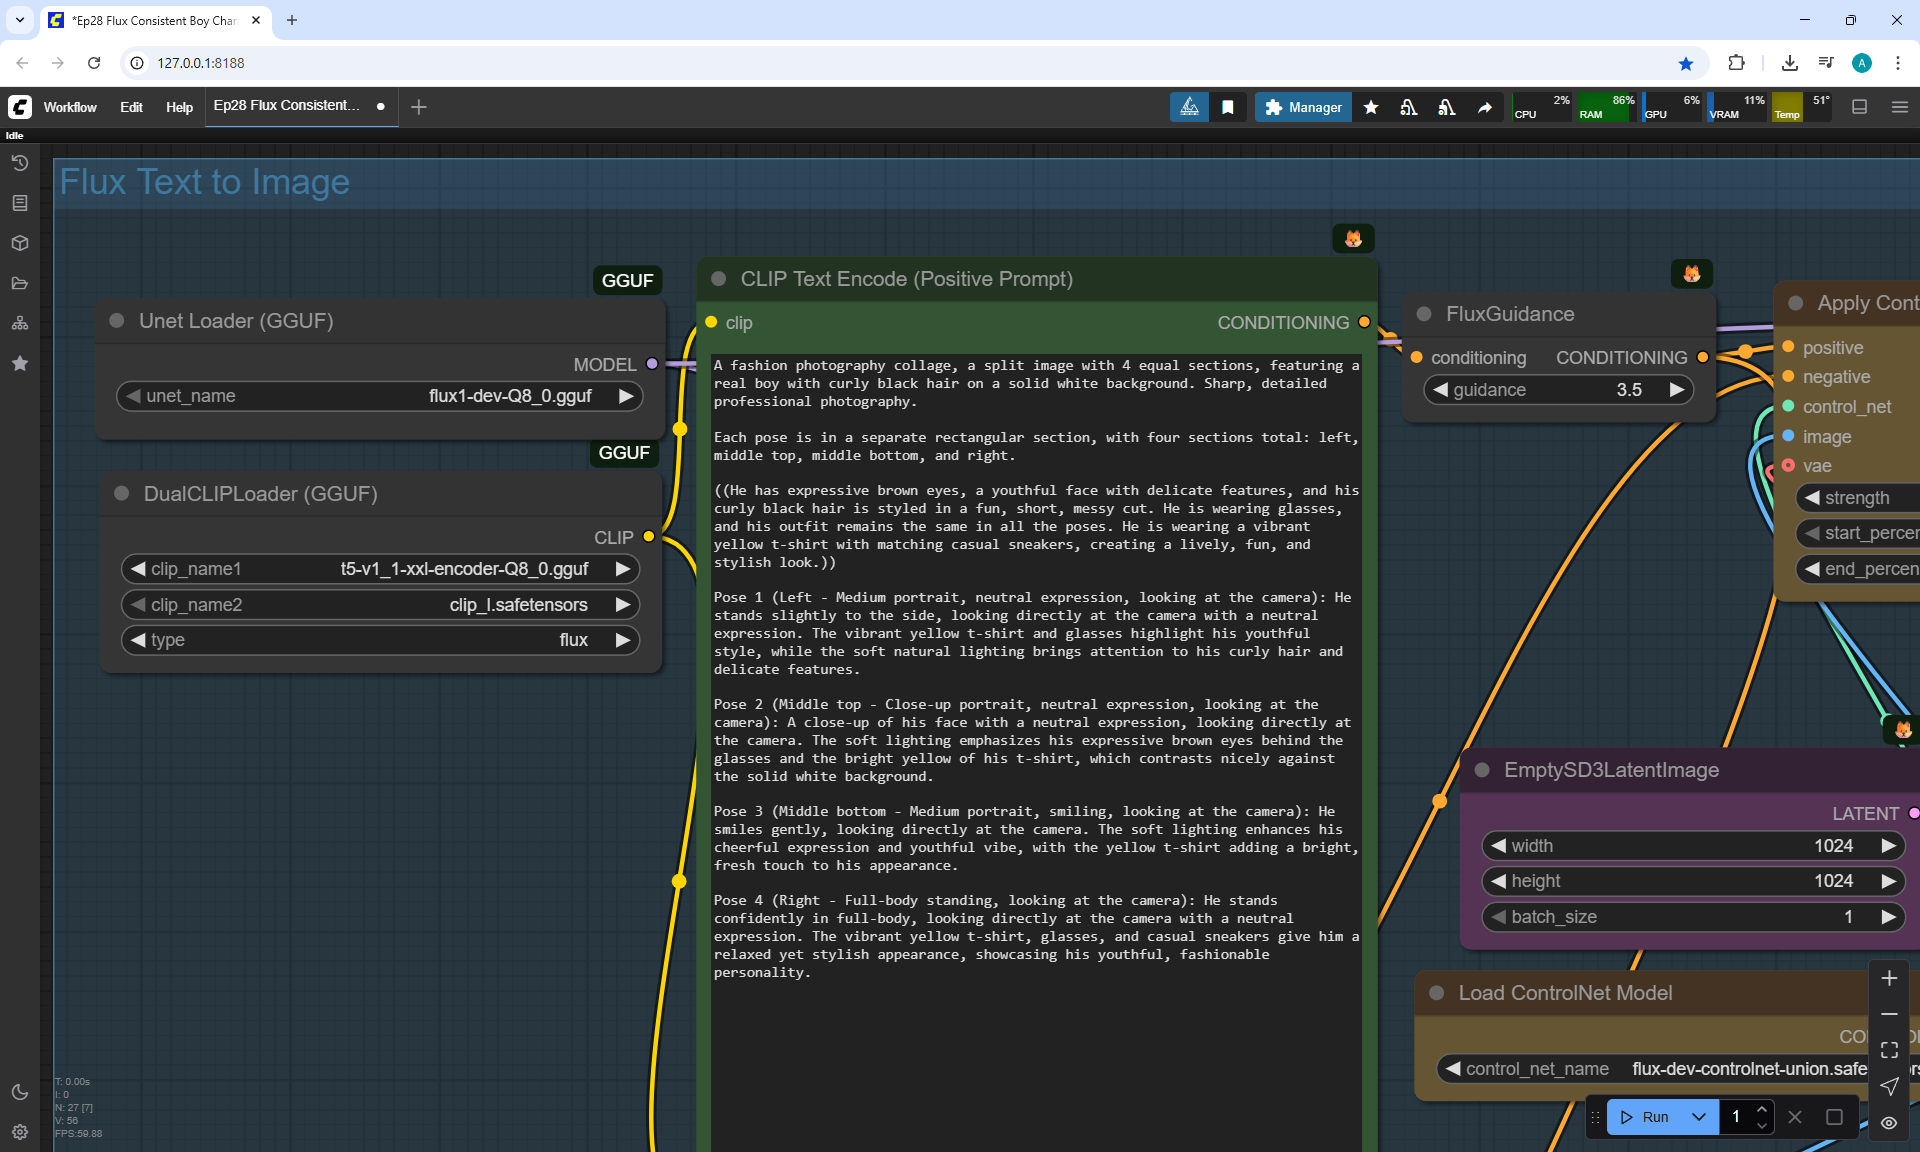 *Ep28 Flux Consistent Boy Char
127.0.0.1:8188
A
Workflow Edit Help Ep28 Flux Consistent...
Manager
CPU 2%
RAM 86%
GPU 6%
VRAM 11%
Temp 51°
Idle
Flux Text to Image
GGUF
Unet Loader (GGUF)
MODEL
unet_name flux1-dev-Q8_0.gguf
GGUF
DualCLIPLoader (GGUF)
CLIP
clip_name1 t5-v1_1-xxl-encoder-Q8_0.gguf
clip_name2 clip_l.safetensors
type flux
CLIP Text Encode (Positive Prompt)
clip CONDITIONING
A fashion photography collage, a split image with 4 equal sections, featuring a
real boy with curly black hair on a solid white background. Sharp, detailed
professional photography.
Each pose is in a separate rectangular section, with four sections total: left,
middle top, middle bottom, and right.
((He has expressive brown eyes, a youthful face with delicate features, and his
curly black hair is styled in a fun, short, messy cut. He is wearing glasses,
and his outfit remains the same in all the poses. He is wearing a vibrant
yellow t-shirt with matching casual sneakers, creating a lively, fun, and
stylish look.))
Pose 1 (Left - Medium portrait, neutral expression, looking at the camera): He
stands slightly to the side, looking directly at the camera with a neutral
expression. The vibrant yellow t-shirt and glasses highlight his youthful
style, while the soft natural lighting brings attention to his curly hair and
delicate features.
Pose 2 (Middle top - Close-up portrait, neutral expression, looking at the
camera): A close-up of his face with a neutral expression, looking directly at
the camera. The soft lighting emphasizes his expressive brown eyes behind the
glasses and the bright yellow of his t-shirt, which contrasts nicely against
the solid white background.
Pose 3 (Middle bottom - Medium portrait, smiling, looking at the camera): He
smiles gently, looking directly at the camera. The soft lighting enhances his
cheerful expression and youthful vibe, with the yellow t-shirt adding a bright,
fresh touch to his appearance.
Pose 4 (Right - Full-body standing, looking at the camera): He stands
confidently in full-body, looking directly at the camera with a neutral
expression. The vibrant yellow t-shirt, glasses, and casual sneakers give him a
relaxed yet stylish appearance, showcasing his youthful, fashionable
personality.
FluxGuidance
conditioning CONDITIONING
guidance 3.5
Apply Cont
positive
negative
control_net
image
vae
strength
start_percen
end_percen
EmptySD3LatentImage
LATENT
width 1024
height 1024
batch_size 1
Load ControlNet Model
CO
control_net_name flux-dev-controlnet-union.safe
Run 1
T: 0.00s
I: 0
N: 27 [7]
V: 56
FPS:59.88